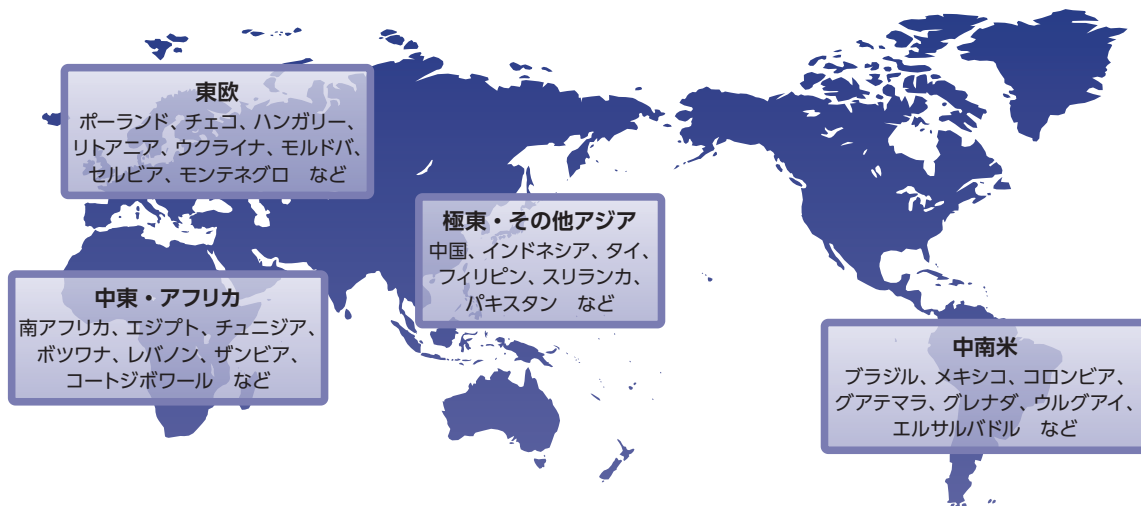 東欧
ポーランド、チェコ、ハンガリー、
リトアニア、ウクライナ、モルドバ、
セルビア、モンテネグロ　など
極東・その他アジア
中国、インドネシア、タイ、
フィリピン、スリランカ、
パキスタン　など
中東・アフリカ
南アフリカ、エジプト、チュニジア、
ボツワナ、レバノン、ザンビア、
コートジボワール　など
中南米
ブラジル、メキシコ、コロンビア、
グアテマラ、グレナダ、ウルグアイ、
エルサルバドル　など